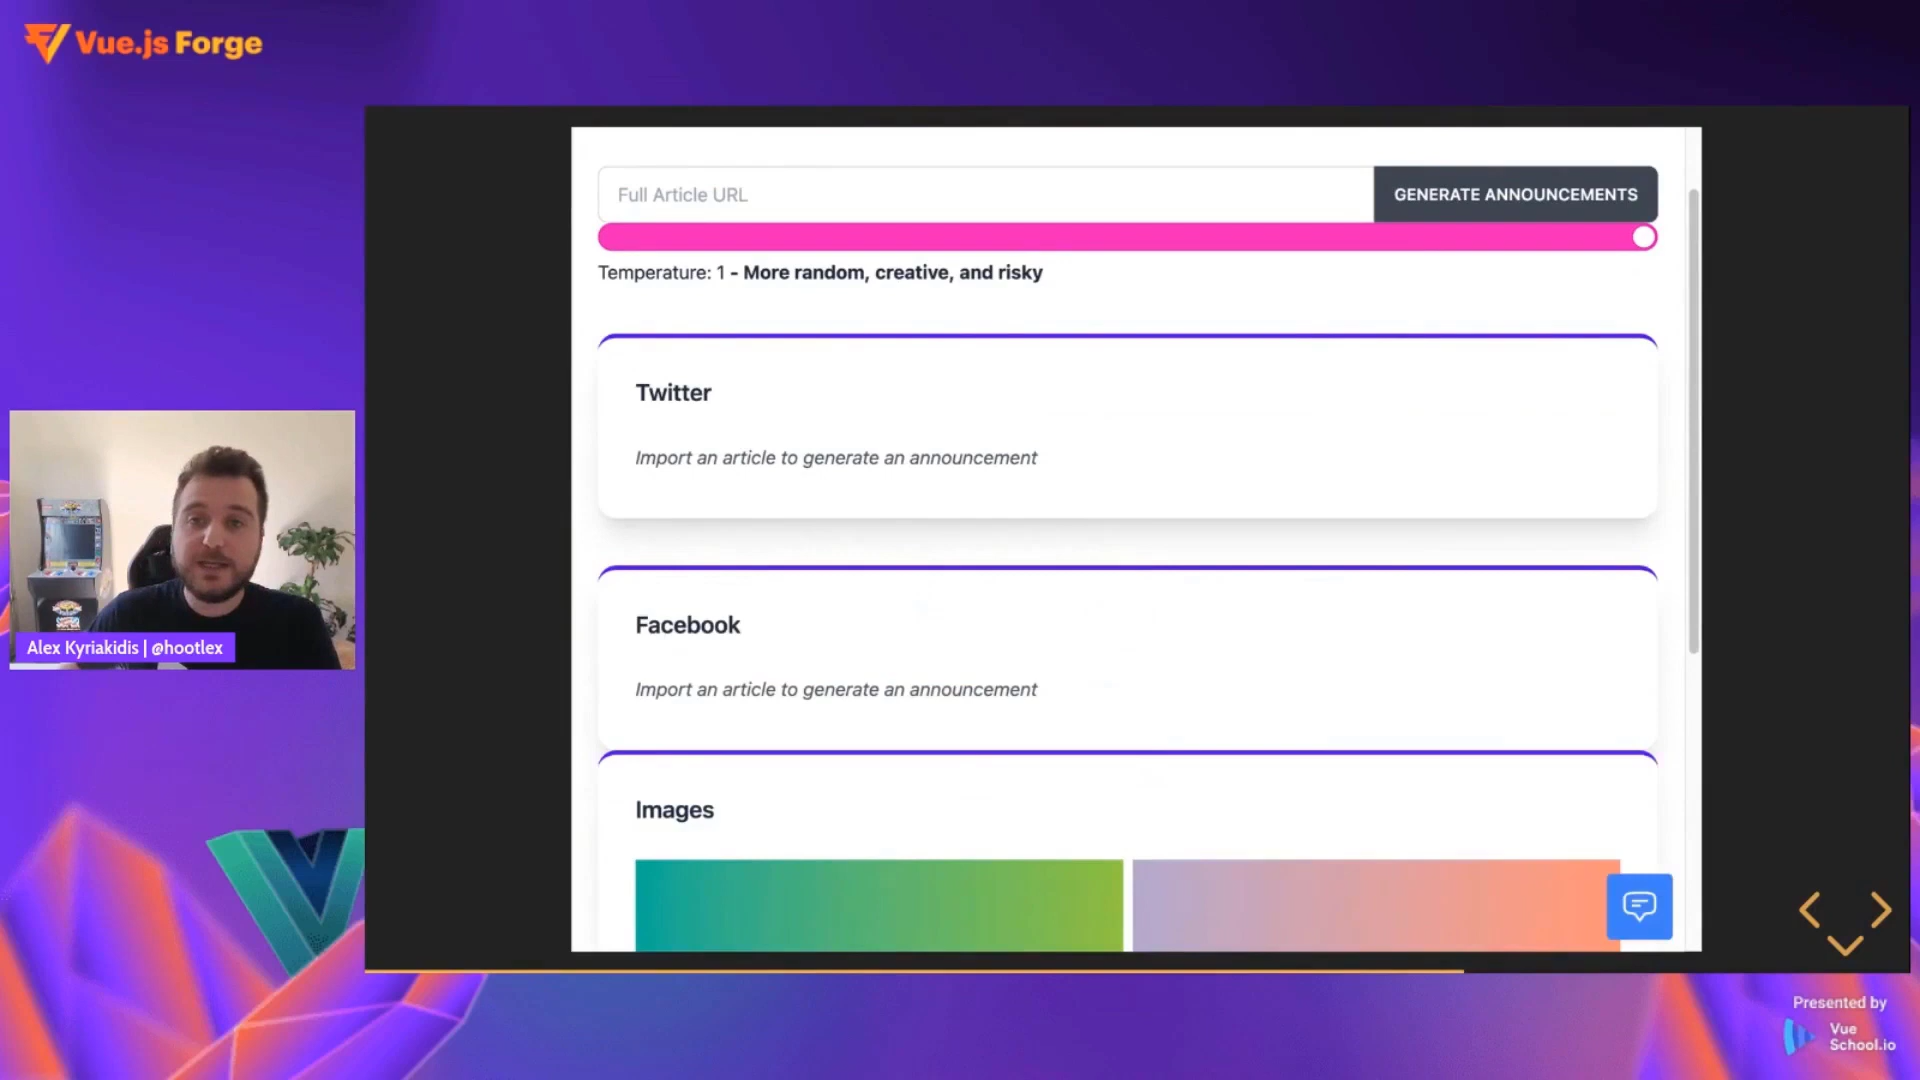 Vue.js Forge
Full Article URL
GENERATE ANNOUNCEMENTS
Temperature: 1 - More random, creative, and risky
Twitter
Import an article to generate an announcement
Facebook
Import an article to generate an announcement
Images
Alex Kyriakidis | @hootlex
Presented by
Vue
School.io